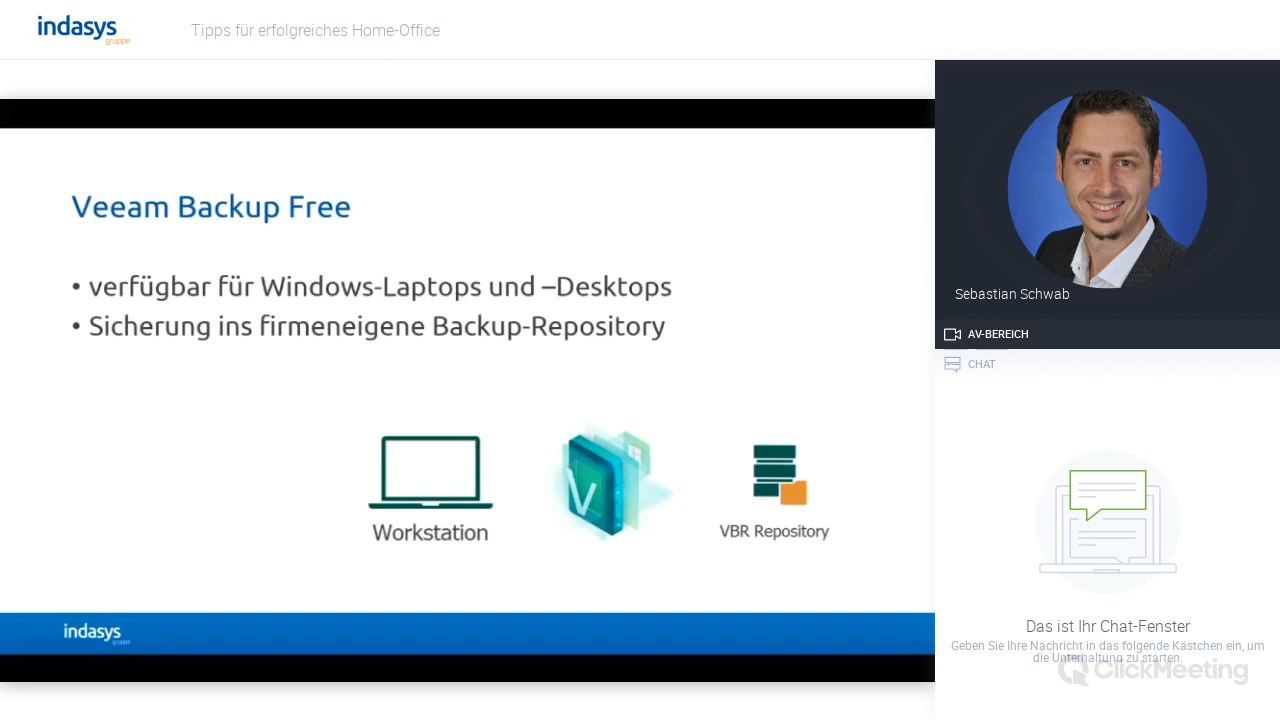 indasys
gruppe
Tipps für erfolgreiches Home-Office
Veeam Backup Free
• verfügbar für Windows-Laptops und –Desktops
• Sicherung ins firmeneigene Backup-Repository
V
Workstation
VBR Repository
indasys
gruppe
Sebastian Schwab
AV-BEREICH
CHAT
Das ist Ihr Chat-Fenster
Geben Sie Ihre Nachricht in das folgende Kästchen ein, um
die Unterhaltung zu starten.
ClickMeeting